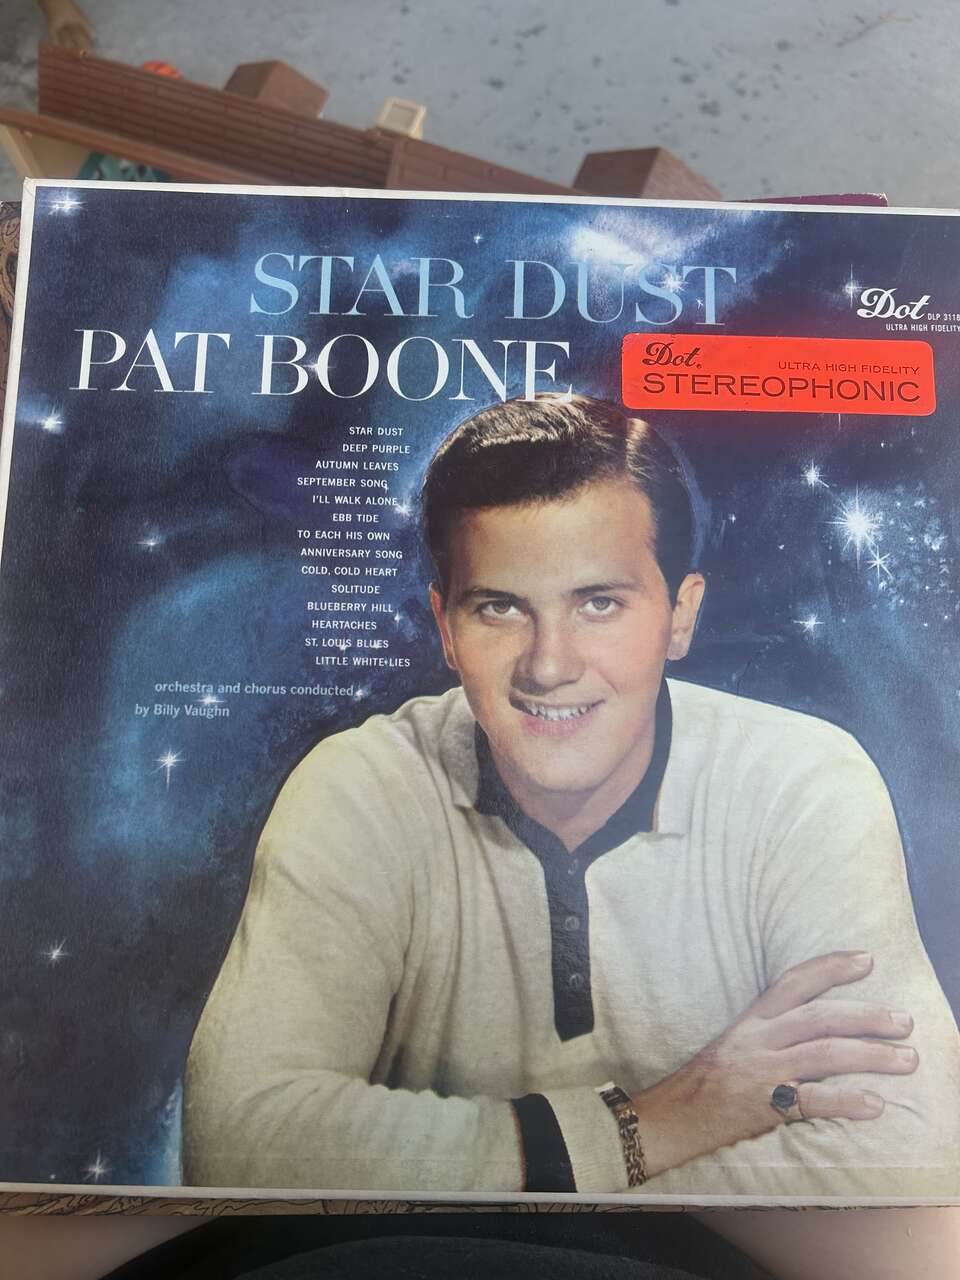 STAR DUST
Dot DLP 3118
ULTRA HIGH FIDELITY
PAT BOONE
Dot. ULTRA HIGH FIDELITY
STEREOPHONIC
STAR DUST
DEEP PURPLE
AUTUMN LEAVES
SEPTEMBER SONG
I'LL WALK ALONE
EBB TIDE
TO EACH HIS OWN
ANNIVERSARY SONG
COLD, COLD HEART
SOLITUDE
BLUEBERRY HILL
HEARTACHES
ST. LOUIS BLUES
LITTLE WHITE LIES
orchestra and chorus conducted
by Billy Vaughn